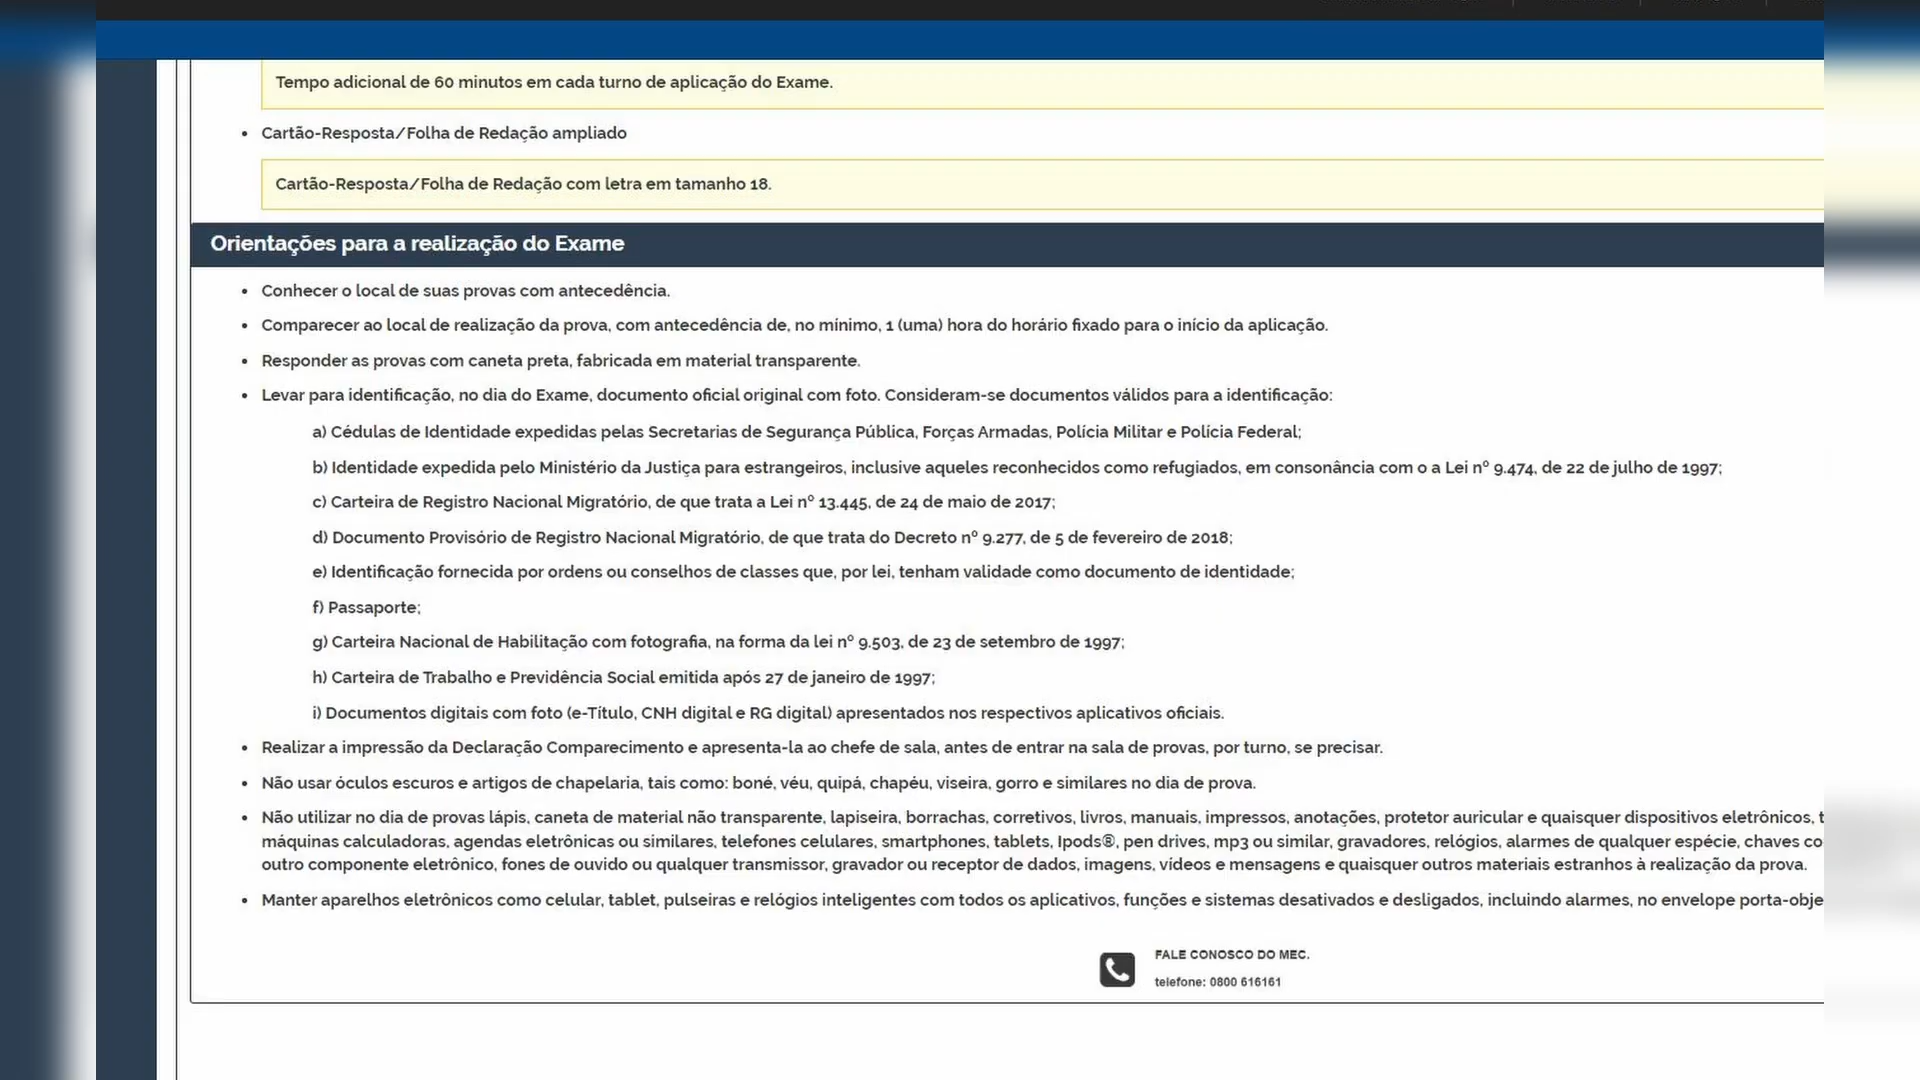 Tempo adicional de 60 minutos em cada turno de aplicação do Exame.
Cartão-Resposta/Folha de Redação ampliado
Cartão-Resposta/Folha de Redação com letra em tamanho 18.
Orientações para a realização do Exame
Conhecer o local de suas provas com antecedência.
Comparecer ao local de realização da prova, com antecedência de, no mínimo, 1 (uma) hora do horário fixado para o início da aplicação.
Responder as provas com caneta preta, fabricada em material transparente.
Levar para identificação, no dia do Exame, documento oficial original com foto. Consideram-se documentos válidos para a identificação:
a) Cédulas de Identidade expedidas pelas Secretarias de Segurança Pública, Forças Armadas, Polícia Militar e Polícia Federal;
b) Identidade expedida pelo Ministério da Justiça para estrangeiros, inclusive aqueles reconhecidos como refugiados, em consonância com o a Lei nº 9.474, de 22 de julho de 1997;
c) Carteira de Registro Nacional Migratório, de que trata a Lei nº 13.445, de 24 de maio de 2017;
d) Documento Provisório de Registro Nacional Migratório, de que trata do Decreto nº 9.277, de 5 de fevereiro de 2018;
e) Identificação fornecida por ordens ou conselhos de classes que, por lei, tenham validade como documento de identidade;
f) Passaporte;
g) Carteira Nacional de Habilitação com fotografia, na forma da lei nº 9.503, de 23 de setembro de 1997;
h) Carteira de Trabalho e Previdência Social emitida após 27 de janeiro de 1997;
i) Documentos digitais com foto (e-Título, CNH digital e RG digital) apresentados nos respectivos aplicativos oficiais.
Realizar a impressão da Declaração Comparecimento e apresenta-la ao chefe de sala, antes de entrar na sala de provas, por turno, se precisar.
Não usar óculos escuros e artigos de chapelaria, tais como: boné, véu, quipá, chapéu, viseira, gorro e similares no dia de prova.
Não utilizar no dia de provas lápis, caneta de material não transparente, lapiseira, borrachas, corretivos, livros, manuais, impressos, anotações, protetor auricular e quaisquer dispositivos eletrônicos, t
máquinas calculadoras, agendas eletrônicas ou similares, telefones celulares, smartphones, tablets, Ipods®, pen drives, mp3 ou similar, gravadores, relógios, alarmes de qualquer espécie, chaves co
outro componente eletrônico, fones de ouvido ou qualquer transmissor, gravador ou receptor de dados, imagens, vídeos e mensagens e quaisquer outros materiais estranhos à realização da prova.
Manter aparelhos eletrônicos como celular, tablet, pulseiras e relógios inteligentes com todos os aplicativos, funções e sistemas desativados e desligados, incluindo alarmes, no envelope porta-obje
FALE CONOSCO DO MEC.
telefone: 0800 616161